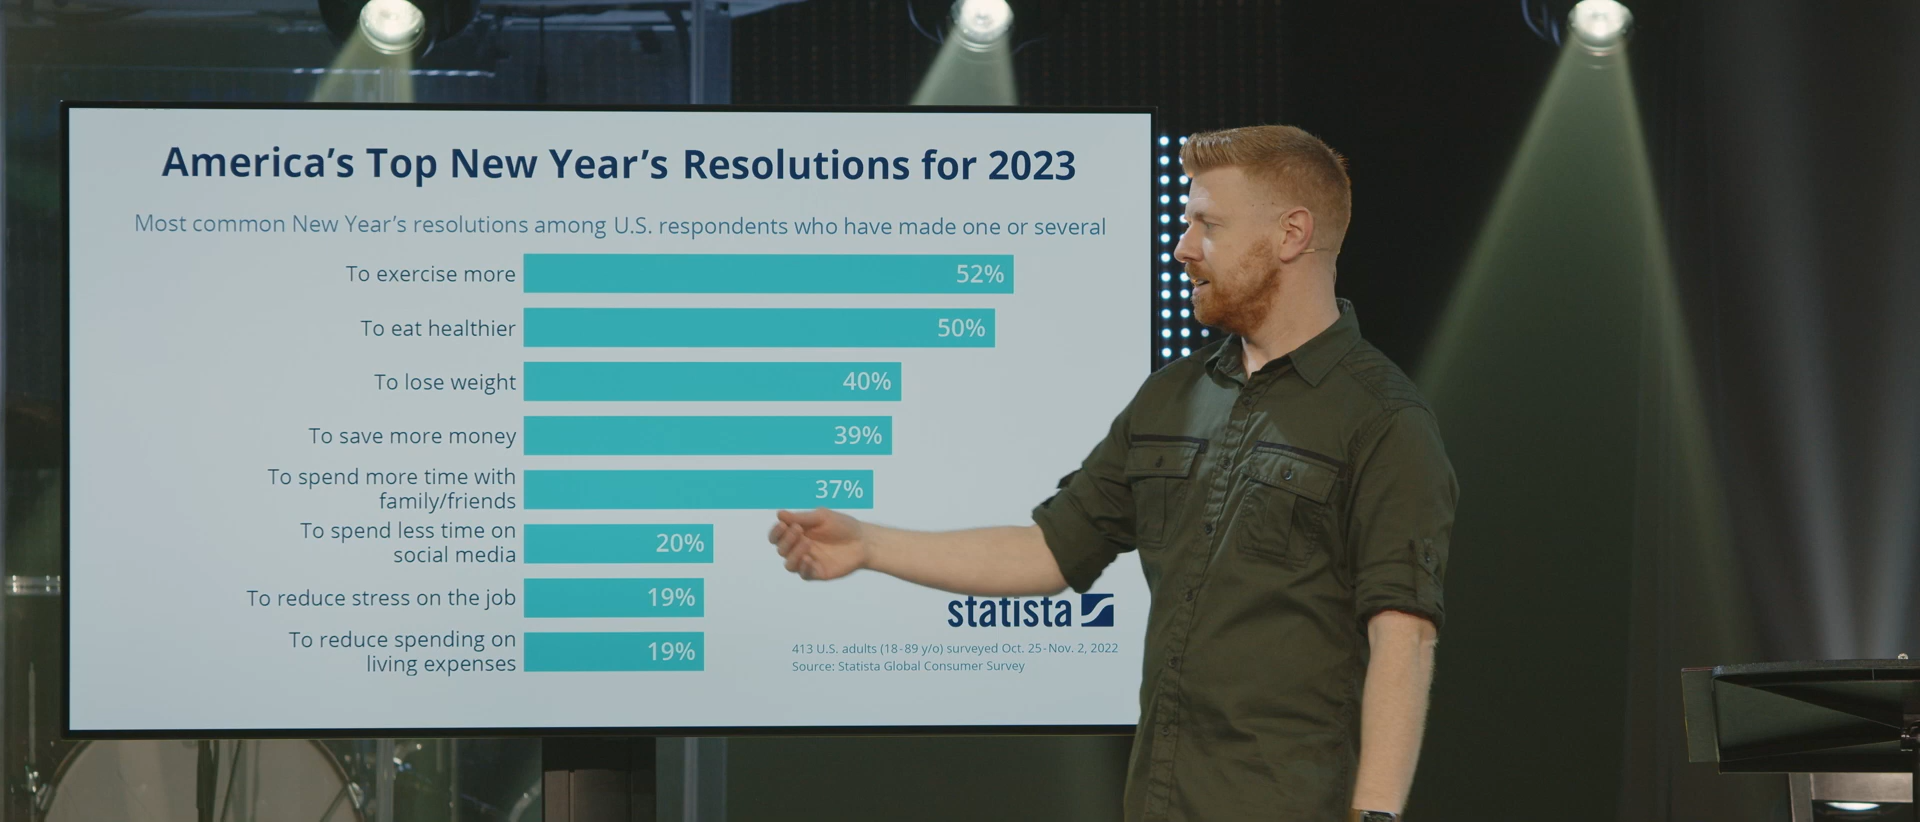 America's Top New Year's Resolutions for 2023
Most common New Year's resolutions among U.S. respondents who have made one or several
To exercise more 52%
To eat healthier 50%
To lose weight 40%
To save more money 39%
To spend more time with
family/friends 37%
To spend less time on
social media 20%
To reduce stress on the job 19%
To reduce spending on
living expenses 19%
statista
413 U.S. adults (18-89 y/o) surveyed Oct. 25-Nov. 2, 2022
Source: Statista Global Consumer Survey